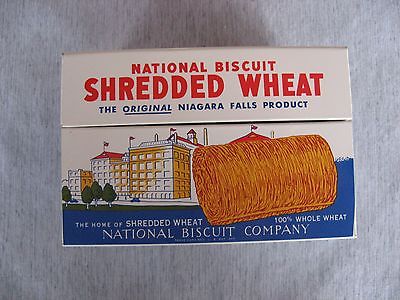 NATIONAL BISCUIT
SHREDDED WHEAT
THE ORIGINAL NIAGARA FALLS PRODUCT
THE HOME OF SHREDDED WHEAT
100% WHOLE WHEAT
NATIONAL BISCUIT COMPANY